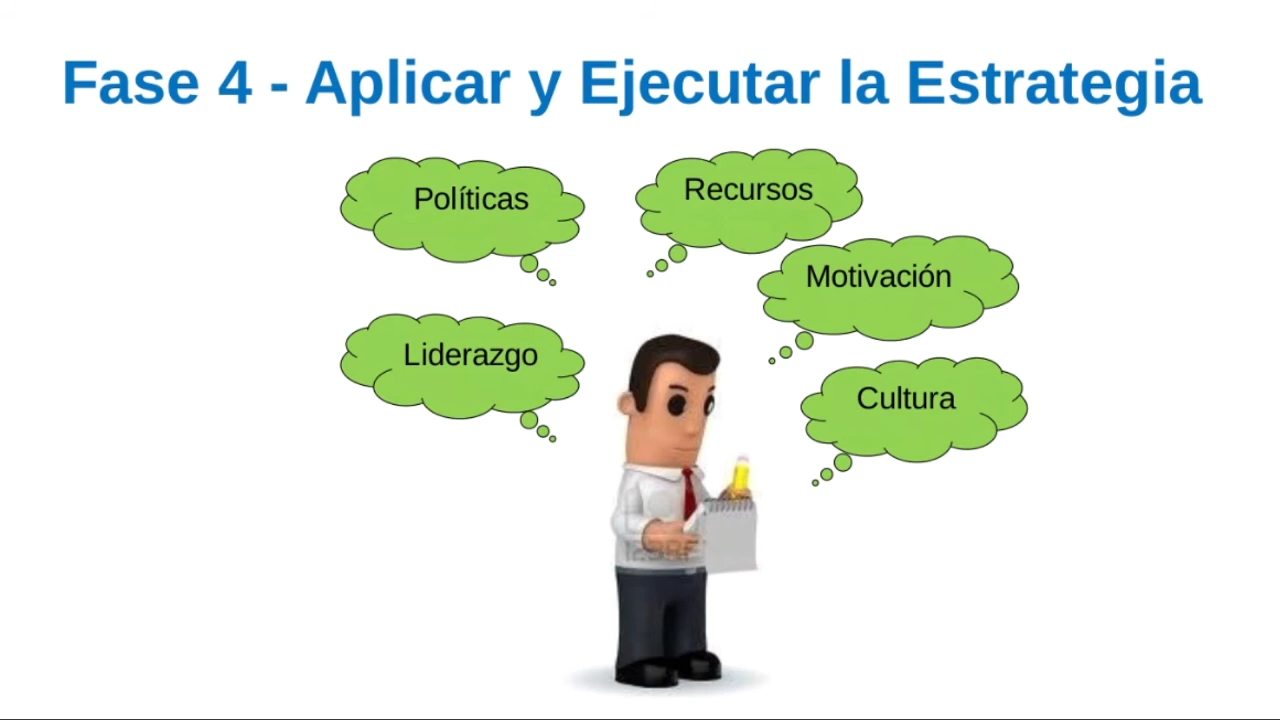 Fase 4 - Aplicar y Ejecutar la Estrategia
Políticas
Recursos
Motivación
Liderazgo
Cultura